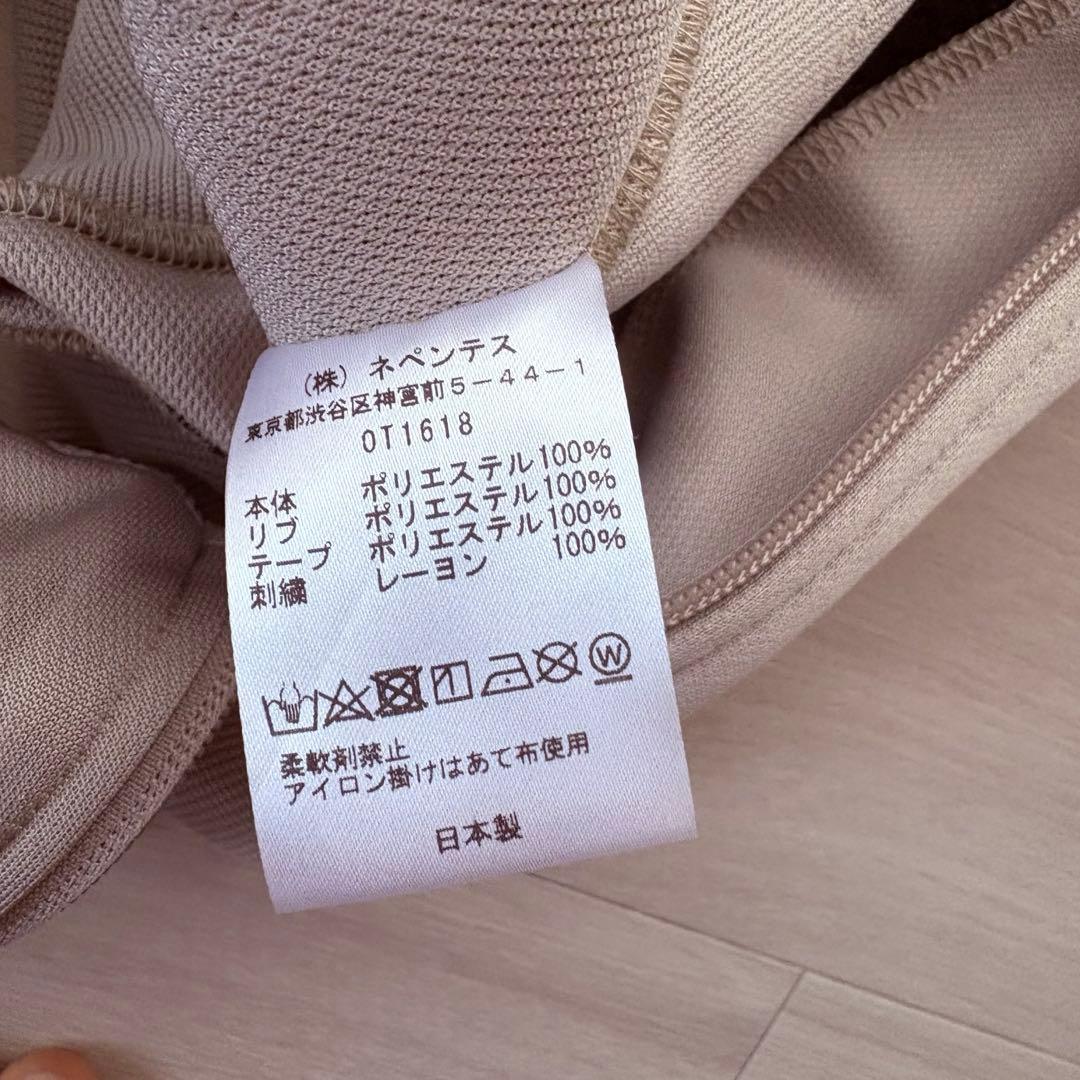 (株) ネペンテス
東京都渋谷区神宮前5-44-1
OT1618
本体 ポリエステル100%
リブ ポリエステル100%
テープ ポリエステル100%
刺繍 レーヨン 100%
W
柔軟剤禁止
アイロン掛けはあて布使用
日本製